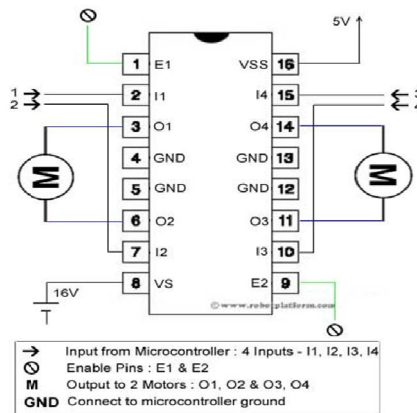 5V
1 E1 VSS 16
1 2 I1 I4 15 3
2
3 O1 O4 14
4 GND GND 13
M M
5 GND GND 12
6 O2 O3 11
7 I2 I3 10
16V 8 VS E2 9
© www.robotplatform.com
Input from Microcontroller : 4 Inputs - I1, I2, I3, I4
Enable Pins : E1 & E2
M Output to 2 Motors : O1, O2 & O3, O4
GND Connect to microcontroller ground